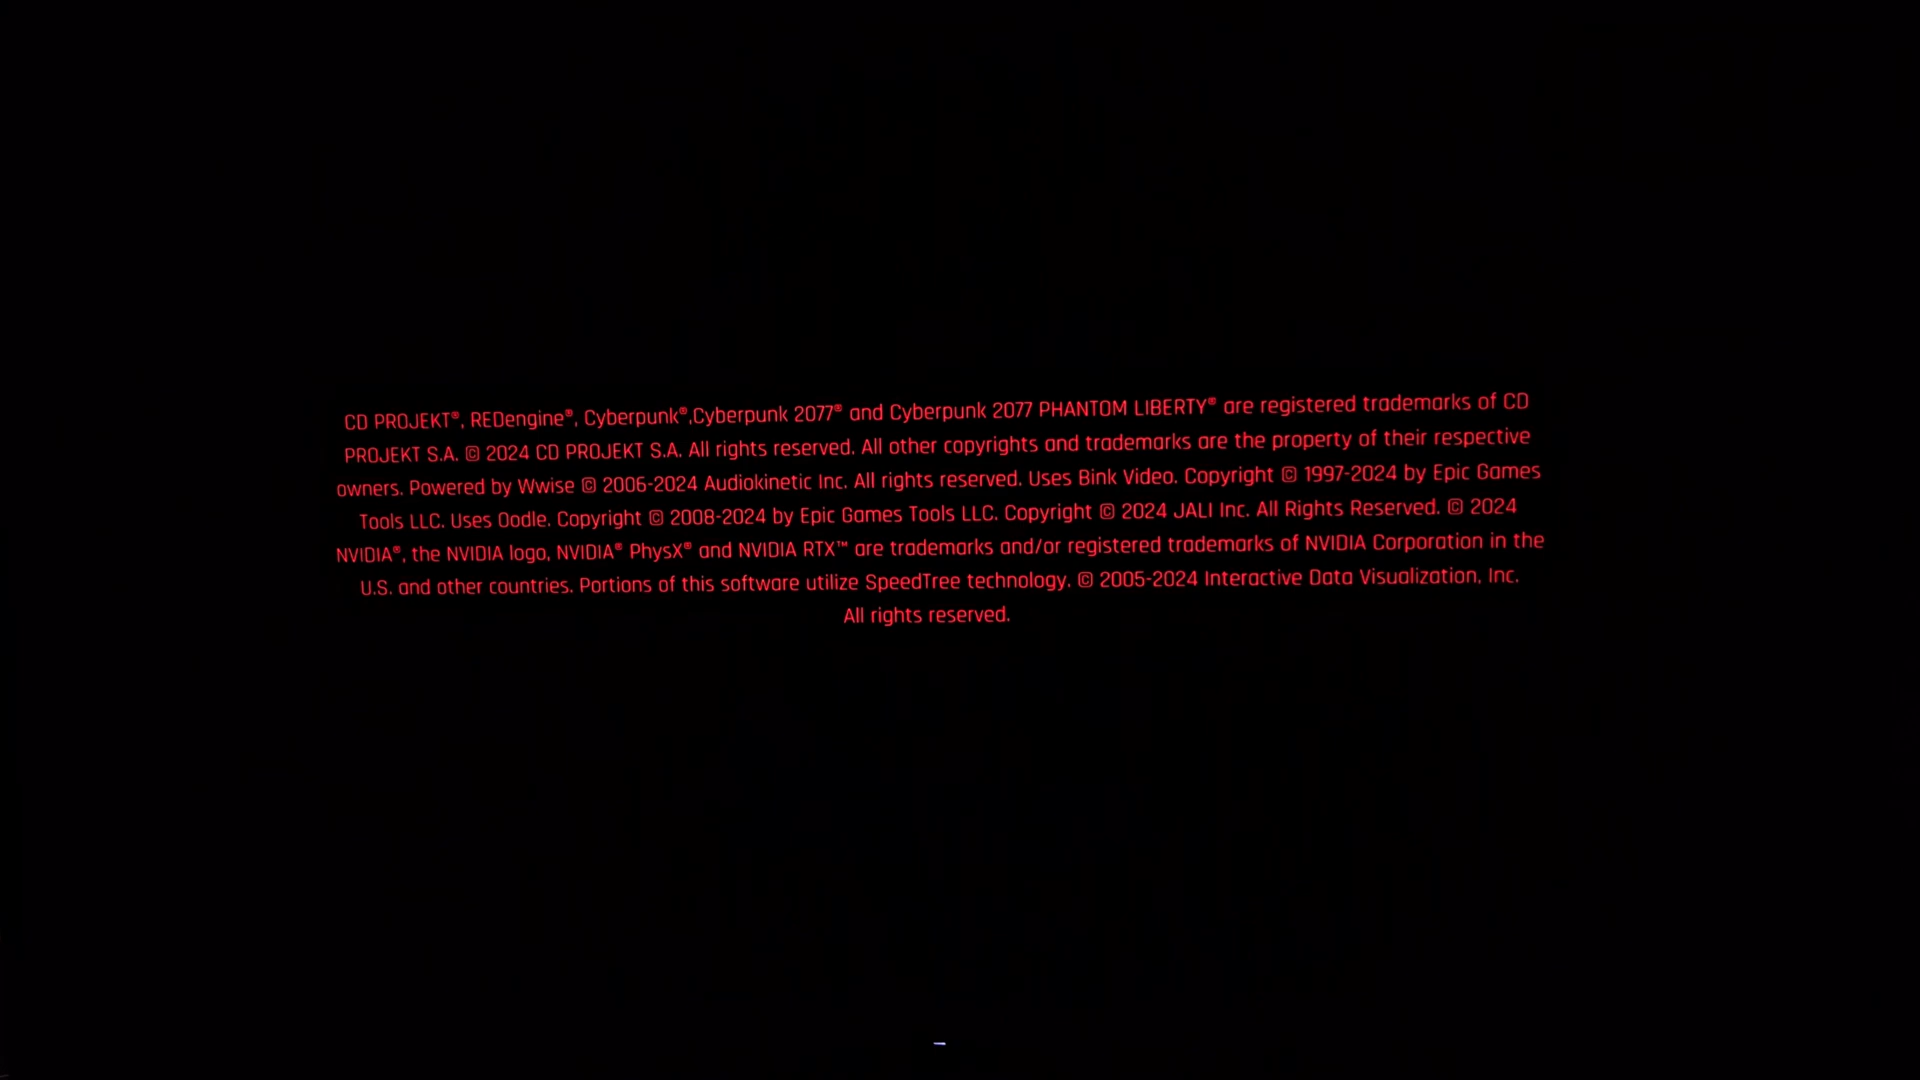 CD PROJEKT®, REDengine®, Cyberpunk®,Cyberpunk 2077® and Cyberpunk 2077 PHANTOM LIBERTY® are registered trademarks of CD
PROJEKT S.A. © 2024 CD PROJEKT S.A. All rights reserved. All other copyrights and trademarks are the property of their respective
owners. Powered by Wwise © 2006-2024 Audiokinetic Inc. All rights reserved. Uses Bink Video. Copyright © 1997-2024 by Epic Games
Tools LLC. Uses Oodle. Copyright © 2008-2024 by Epic Games Tools LLC. Copyright © 2024 JALI Inc. All Rights Reserved. © 2024
NVIDIA®, the NVIDIA logo, NVIDIA® PhysX® and NVIDIA RTX™ are trademarks and/or registered trademarks of NVIDIA Corporation in the
U.S. and other countries. Portions of this software utilize SpeedTree technology. © 2005-2024 Interactive Data Visualization, Inc.
All rights reserved.